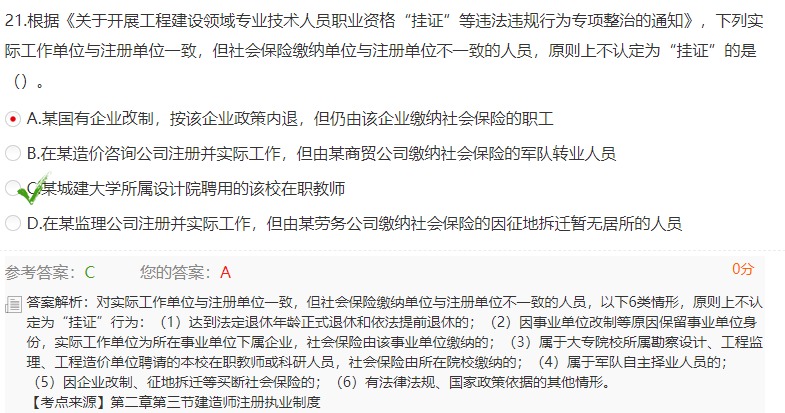 21.根据《关于开展工程建设领域专业技术人员职业资格“挂证”等违法违规行为专项整治的通知》，下列实
际工作单位与注册单位一致，但社会保险缴纳单位与注册单位不一致的人员，原则上不认定为“挂证”的是
（）。
A.某国有企业改制，按该企业政策内退，但仍由该企业缴纳社会保险的职工
B.在某造价咨询公司注册并实际工作，但由某商贸公司缴纳社会保险的军队转业人员
C.某城建大学所属设计院聘用的该校在职教师
D.在某监理公司注册并实际工作，但由某劳务公司缴纳社会保险的因征地拆迁暂无居所的人员
参考答案：C 您的答案：A 0分
答案解析：对实际工作单位与注册单位一致，但社会保险缴纳单位与注册单位不一致的人员，以下6类情形，原则上不认
定为“挂证”行为：（1）达到法定退休年龄正式退休和依法提前退休的；（2）因事业单位改制等原因保留事业单位身
份，实际工作单位为所在事业单位下属企业，社会保险由该事业单位缴纳的；（3）属于大专院校所属勘察设计、工程监
理、工程造价单位聘请的本校在职教师或科研人员，社会保险由所在院校缴纳的；（4）属于军队自主择业人员的；
（5）因企业改制、征地拆迁等买断社会保险的；（6）有法律法规、国家政策依据的其他情形。
【考点来源】第二章第三节建造师注册执业制度